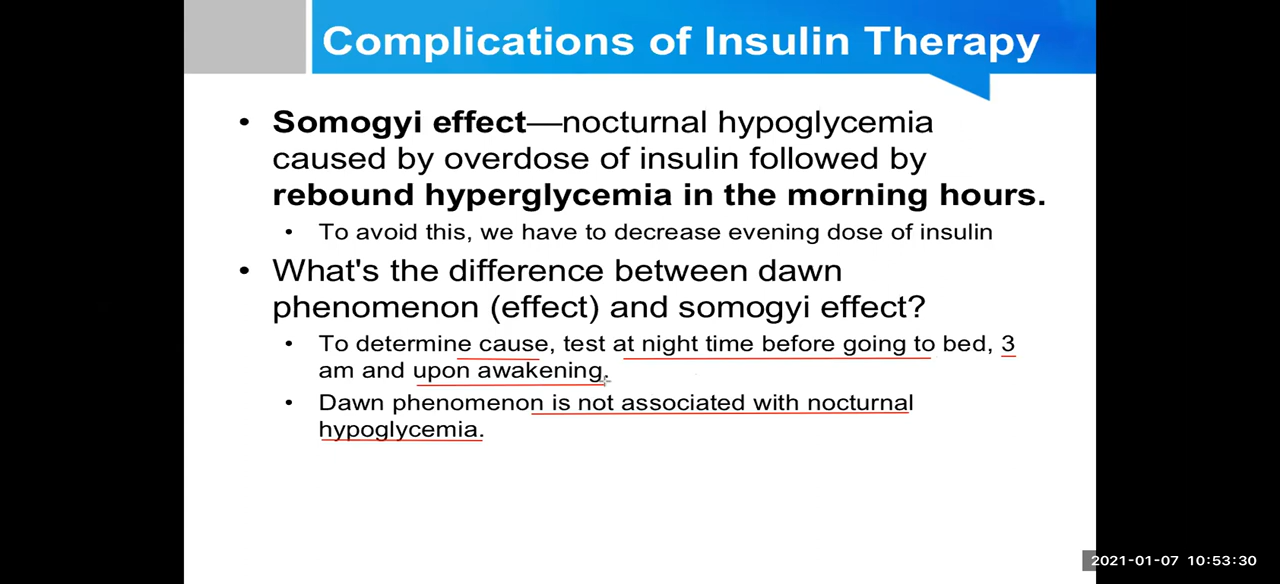 Complications of Insulin Therapy
• Somogyi effect—nocturnal hypoglycemia
caused by overdose of insulin followed by
rebound hyperglycemia in the morning hours.
• To avoid this, we have to decrease evening dose of insulin
• What's the difference between dawn
phenomenon (effect) and somogyi effect?
• To determine cause, test at night time before going to bed, 3
am and upon awakening.
• Dawn phenomenon is not associated with nocturnal
hypoglycemia.
2021-01-07 10:53:30